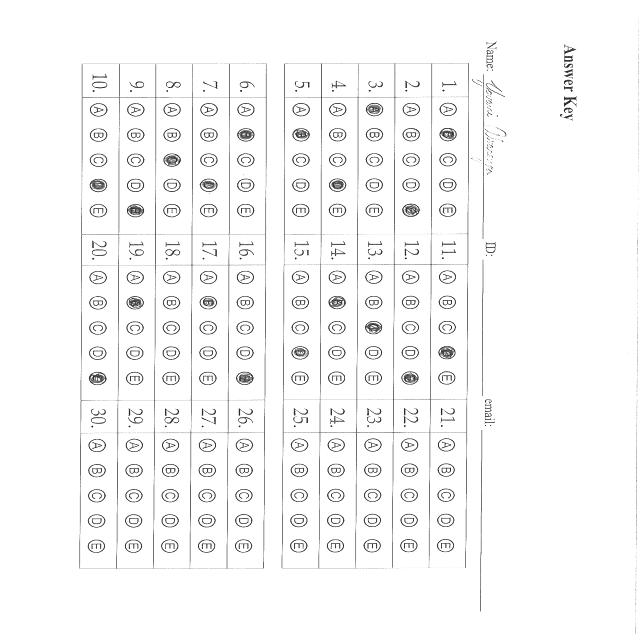 Answer Key
Name: ID: email:
1. A C D E 11. A B C E 21. A B C D E
2. A B C D 12. A B C D 22. A B C D E
3. B C D E 13. A B D E 23. A B C D E
4. A B C E 14. A C D E 24. A B C D E
5. A C D E 15. A B C E 25. A B C D E
6. A C D E 16. A B C D 26. A B C D E
7. A B C E 17. A C D E 27. A B C D E
8. A B D E 18. A B C D E 28. A B C D E
9. A B C D 19. A C D E 29. A B C D E
10. A B C E 20. A B C D 30. A B C D E